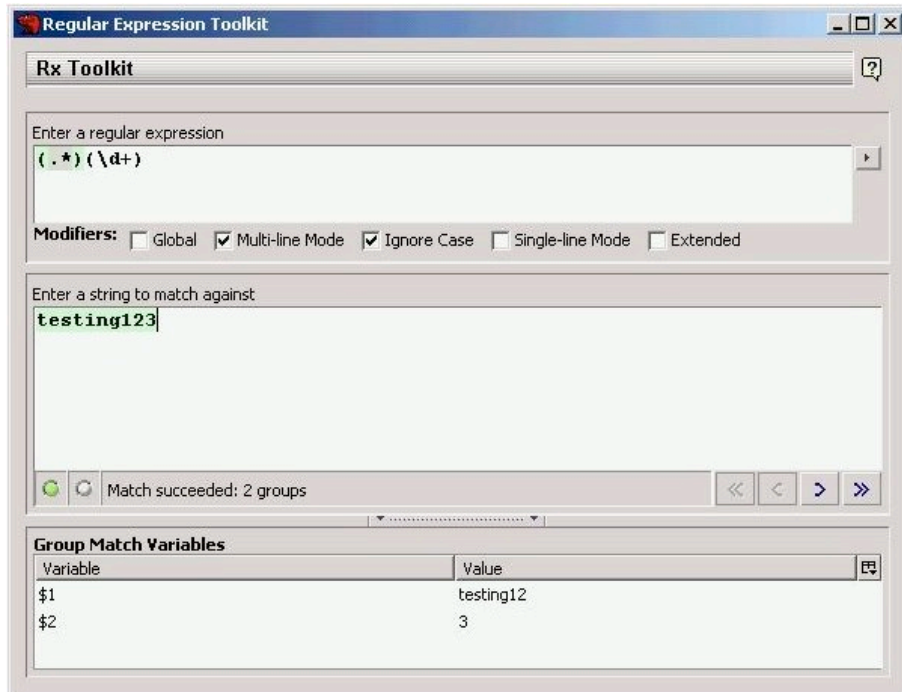 Regular Expression Toolkit
Rx Toolkit
Enter a regular expression
(.*)(\d+)
Modifiers: Global Multi-line Mode Ignore Case Single-line Mode Extended
Enter a string to match against
testing123
Match succeeded: 2 groups
Group Match Variables
Variable Value
$1 testing12
$2 3